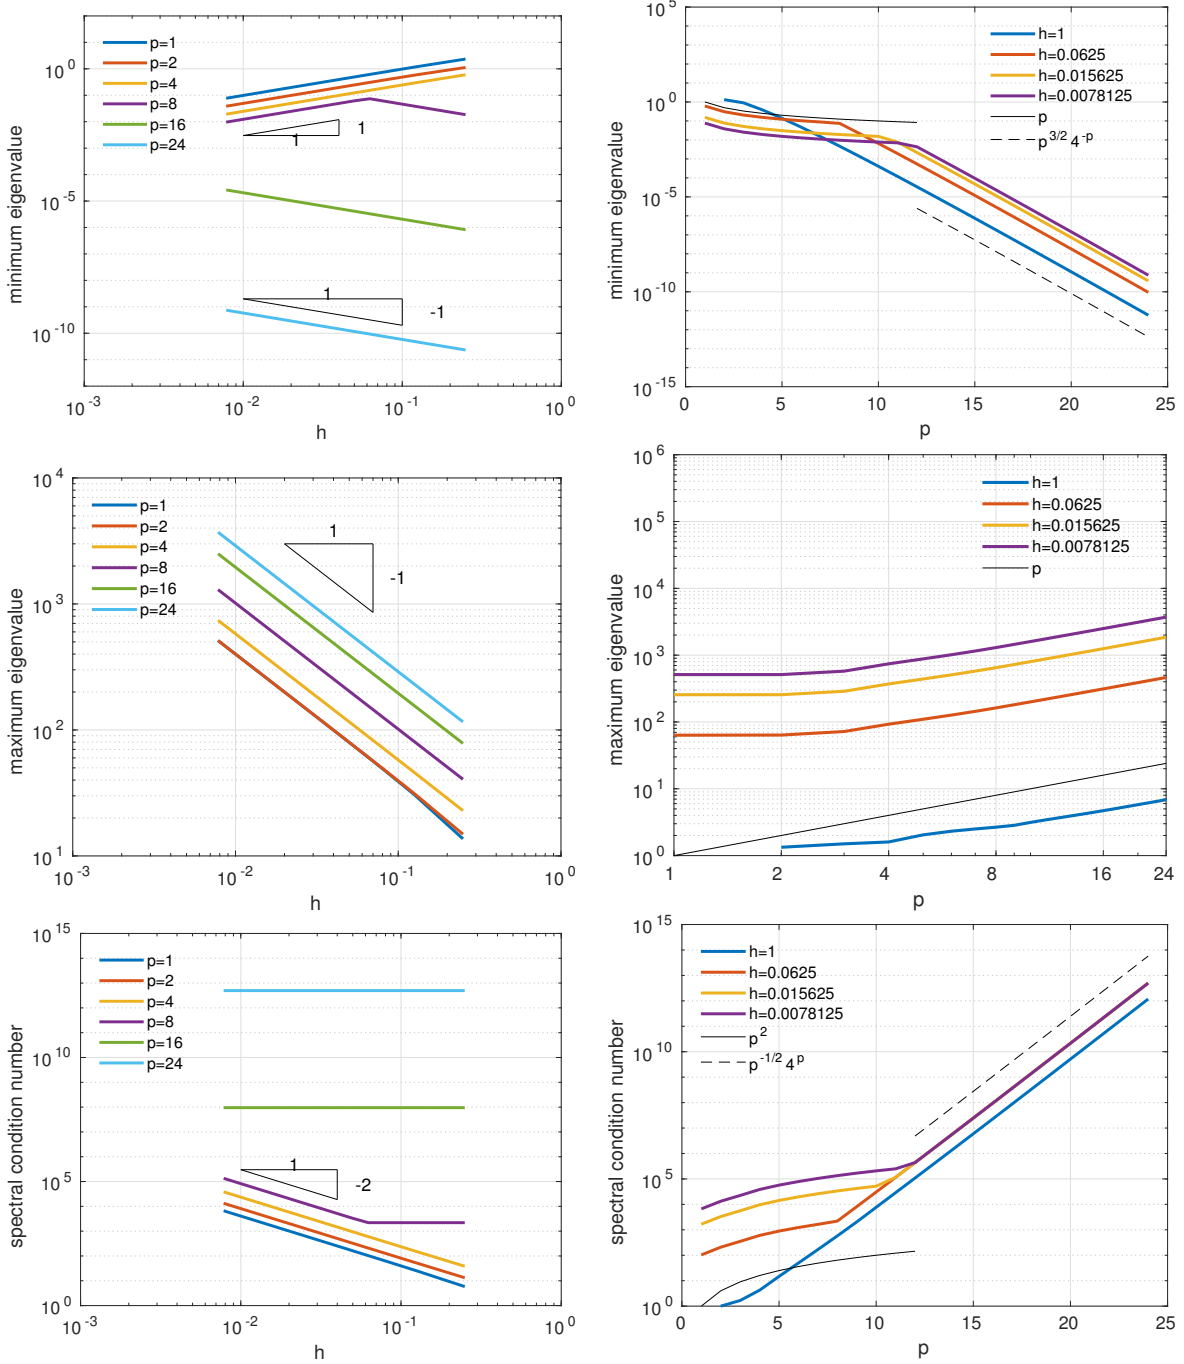 minimum eigenvalue
10^0
10^-5
10^-10
p=1
p=2
p=4
p=8
p=16
p=24
1
1
1
-1
10^-3
10^-2
10^-1
10^0
h
minimum eigenvalue
10^5
10^0
10^-5
10^-10
10^-15
h=1
h=0.0625
h=0.015625
h=0.0078125
p
p^3/2 4^-p
0
5
10
15
20
25
p
maximum eigenvalue
10^4
10^3
10^2
10^1
p=1
p=2
p=4
p=8
p=16
p=24
1
-1
10^-3
10^-2
10^-1
10^0
h
maximum eigenvalue
10^6
10^5
10^4
10^3
10^2
10^1
10^0
h=1
h=0.0625
h=0.015625
h=0.0078125
p
1
2
4
8
16
24
p
spectral condition number
10^15
10^10
10^5
10^0
p=1
p=2
p=4
p=8
p=16
p=24
1
-2
10^-3
10^-2
10^-1
10^0
h
spectral condition number
10^15
10^10
10^5
10^0
h=1
h=0.0625
h=0.015625
h=0.0078125
p^2
p^-1/2 4^p
0
5
10
15
20
25
p